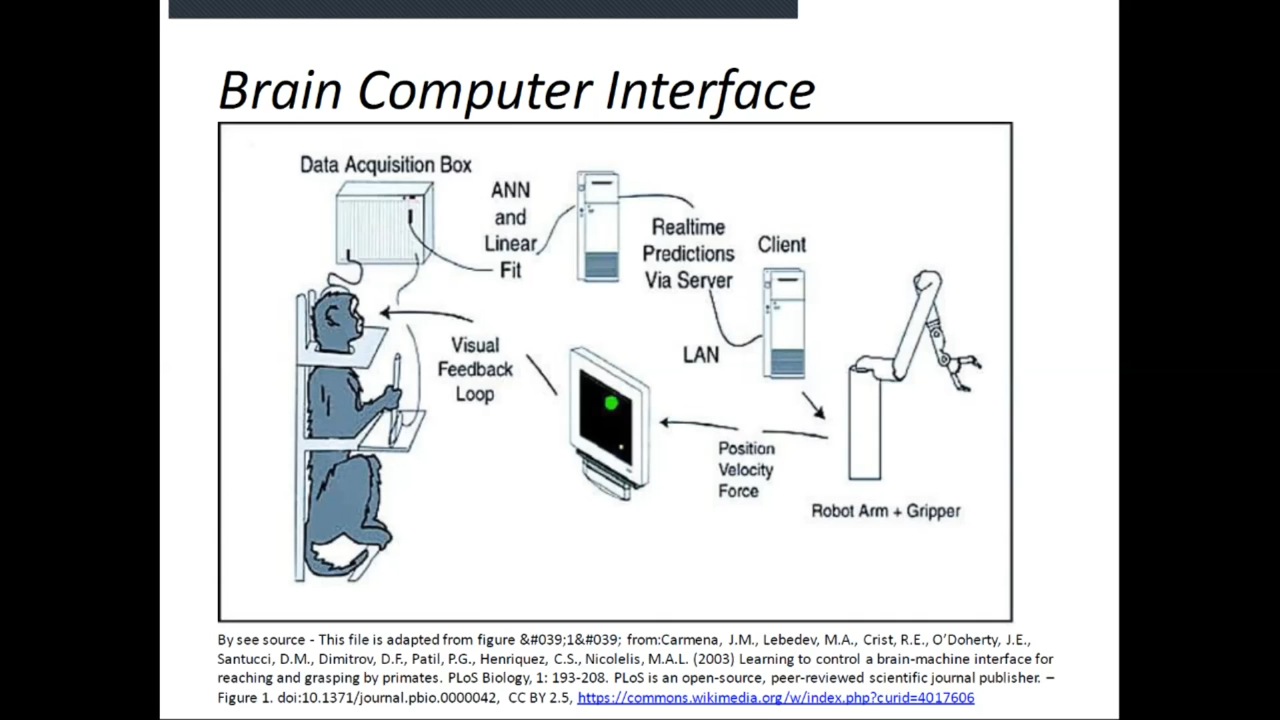 Brain Computer Interface
Data Acquisition Box
ANN
and
Linear
Fit
Realtime
Predictions
Via Server
Client
LAN
Visual
Feedback
Loop
Position
Velocity
Force
Robot Arm + Gripper
By see source - This file is adapted from figure &#039;1&#039; from:Carmena, J.M., Lebedev, M.A., Crist, R.E., O’Doherty, J.E.,
Santucci, D.M., Dimitrov, D.F., Patil, P.G., Henriquez, C.S., Nicolelis, M.A.L. (2003) Learning to control a brain-machine interface for
reaching and grasping by primates. PLoS Biology, 1: 193-208. PLoS is an open-source, peer-reviewed scientific journal publisher. –
Figure 1. doi:10.1371/journal.pbio.0000042, CC BY 2.5, https://commons.wikimedia.org/w/index.php?curid=4017606